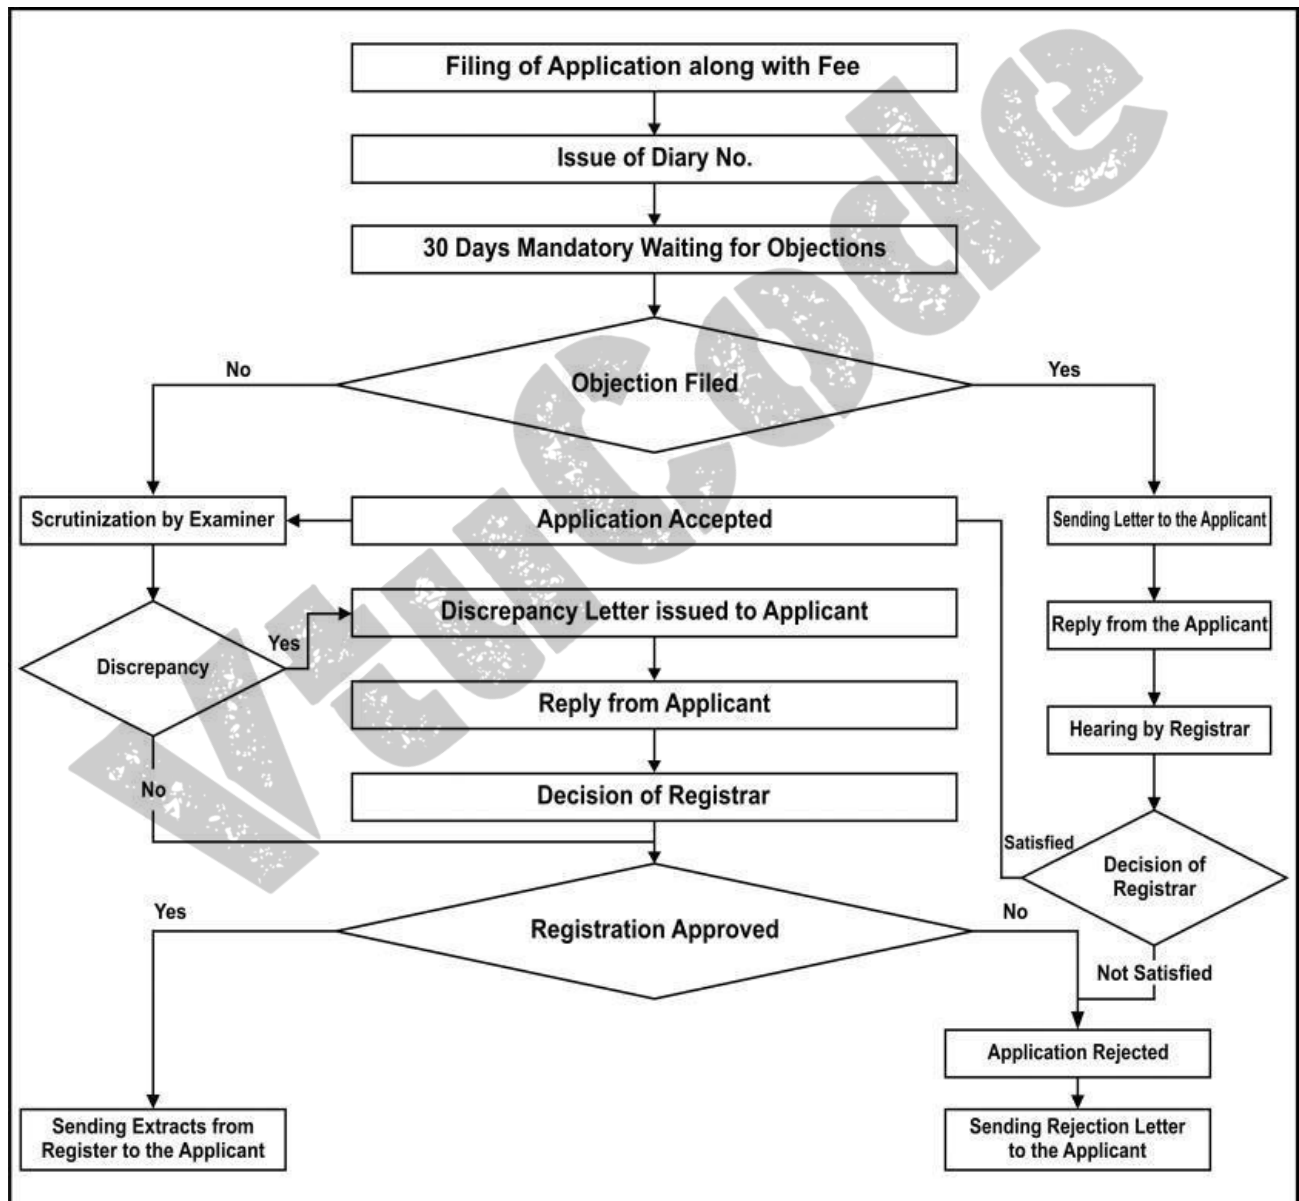 Filing of Application along with Fee
Issue of Diary No.
30 Days Mandatory Waiting for Objections
No
Objection Filed
Yes
Scrutinization by Examiner
Application Accepted
Sending Letter to the Applicant
Discrepancy Letter issued to Applicant
Reply from the Applicant
Yes
Discrepancy
Reply from Applicant
Hearing by Registrar
No
Decision of Registrar
Satisfied
Decision of
Registrar
Yes
Registration Approved
No
Not Satisfied
Application Rejected
Sending Extracts from
Register to the Applicant
Sending Rejection Letter
to the Applicant
VtuCode